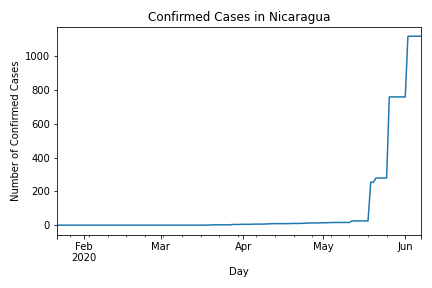 Confirmed Cases in Nicaragua
Number of Confirmed Cases
1000
800
600
400
200
0
Feb Mar Apr May Jun
2020
Day